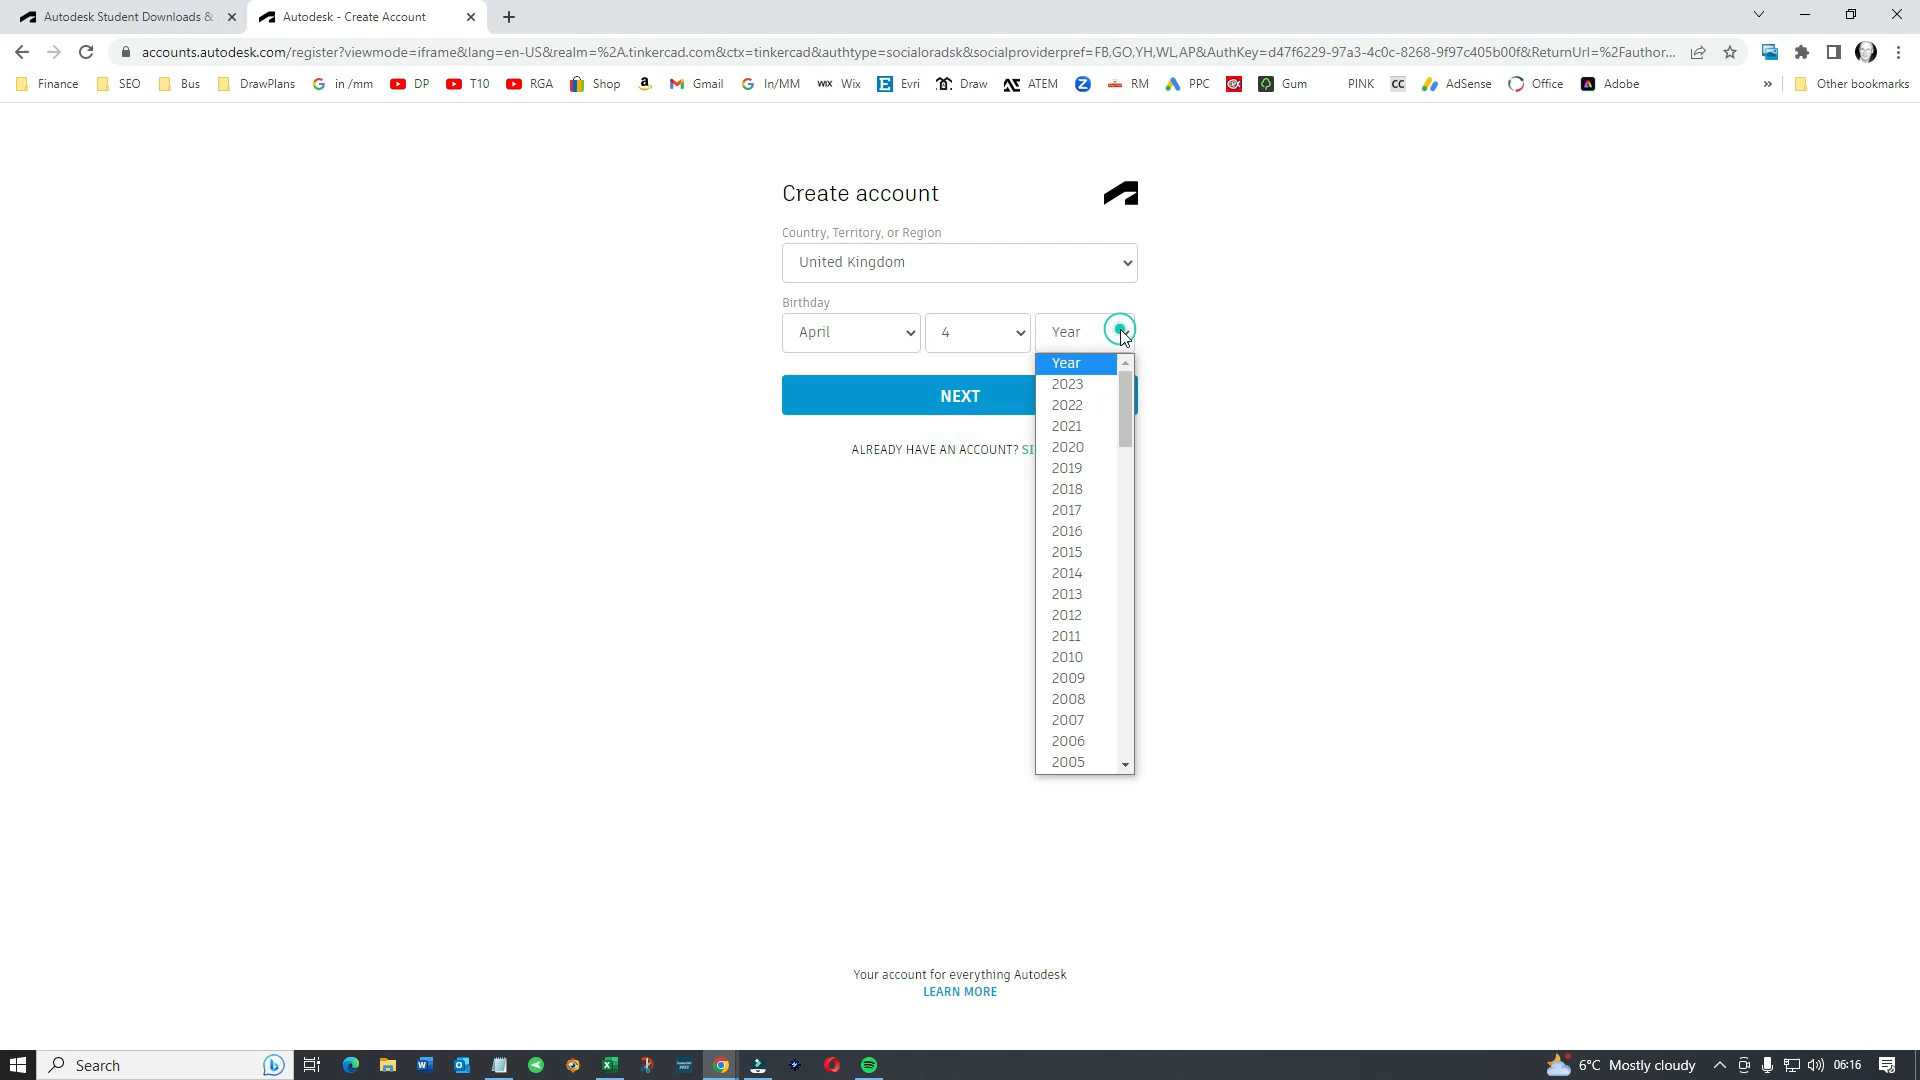 Autodesk Student Downloads &
Autodesk - Create Account
accounts.autodesk.com/register?viewmode=iframe&lang=en-US&realm=%2A.tinkercad.com&ctx=tinkercad&authtype=socialoradsk&socialproviderpref=FB,GO,YH,WL,AP&AuthKey=d47f6229-97a3-4c0c-8268-9f97c405b00f&ReturnUrl=%2Fauthor...
Finance SEO Bus DrawPlans in /mm DP T10 RGA Shop Gmail In/MM WIX Wix Evri Draw ATEM RM PPC Gum PINK CC AdSense Office Adobe » Other bookmarks
Create account
Country, Territory, or Region
United Kingdom
Birthday
April 4 Year
Year
2023
2022
2021
2020
2019
2018
2017
2016
2015
2014
2013
2012
2011
2010
2009
2008
2007
2006
2005
NEXT
ALREADY HAVE AN ACCOUNT? SI
Your account for everything Autodesk
LEARN MORE
Search
6°C Mostly cloudy
06:16